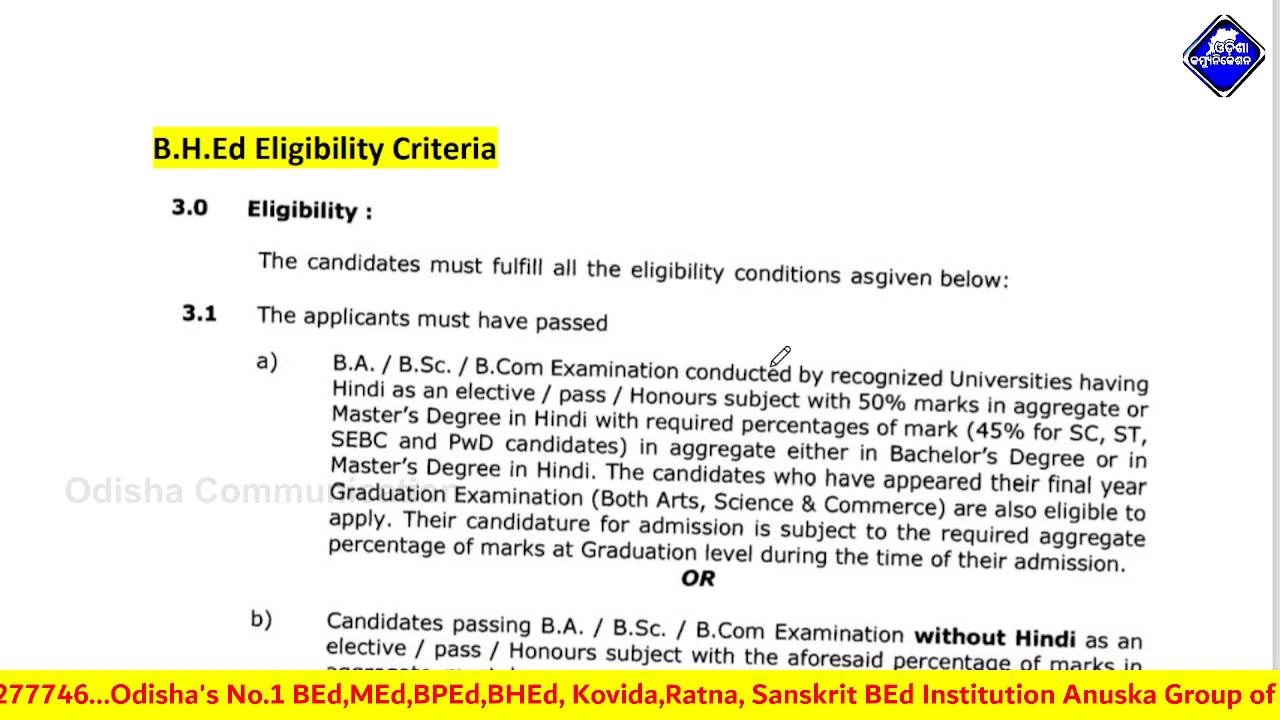 ଓଡ଼ିଶା
କମ୍ୟୁନିକେଶନ
B.H.Ed Eligibility Criteria
3.0 Eligibility :
The candidates must fulfill all the eligibility conditions asgiven below:
3.1 The applicants must have passed
a) B.A. / B.Sc. / B.Com Examination conducted by recognized Universities having
Hindi as an elective / pass / Honours subject with 50% marks in aggregate or
Master's Degree in Hindi with required percentages of mark (45% for SC, ST,
SEBC and PwD candidates) in aggregate either in Bachelor's Degree or in
Master's Degree in Hindi. The candidates who have appeared their final year
Odisha Communication
Graduation Examination (Both Arts, Science & Commerce) are also eligible to
apply. Their candidature for admission is subject to the required aggregate
percentage of marks at Graduation level during the time of their admission.
OR
b) Candidates passing B.A. / B.Sc. / B.Com Examination without Hindi as an
elective / pass / Honours subject with the aforesaid percentage of marks in
277746...Odisha's No.1 BEd,MEd,BPEd,BHEd, Kovida,Ratna, Sanskrit BEd Institution Anuska Group of